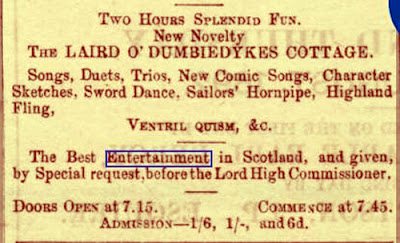 TWO HOURS SPLENDID FUN.
New Novelty
THE LAIRD O' DUMBIEDYKES COTTAGE.
Songs, Duets, Trios, New Comic Songs, Character
Sketches, Sword Dance, Sailors' Hornpipe, Highland
Fling,
VENTRIL QUISM, &C.
The Best Entertainment in Scotland, and given,
by Special request, before the Lord High Commissioner.
DOORS OPEN at 7.15. COMMENCE at 7.45.
ADMISSION—1/6, 1/-, and 6d.